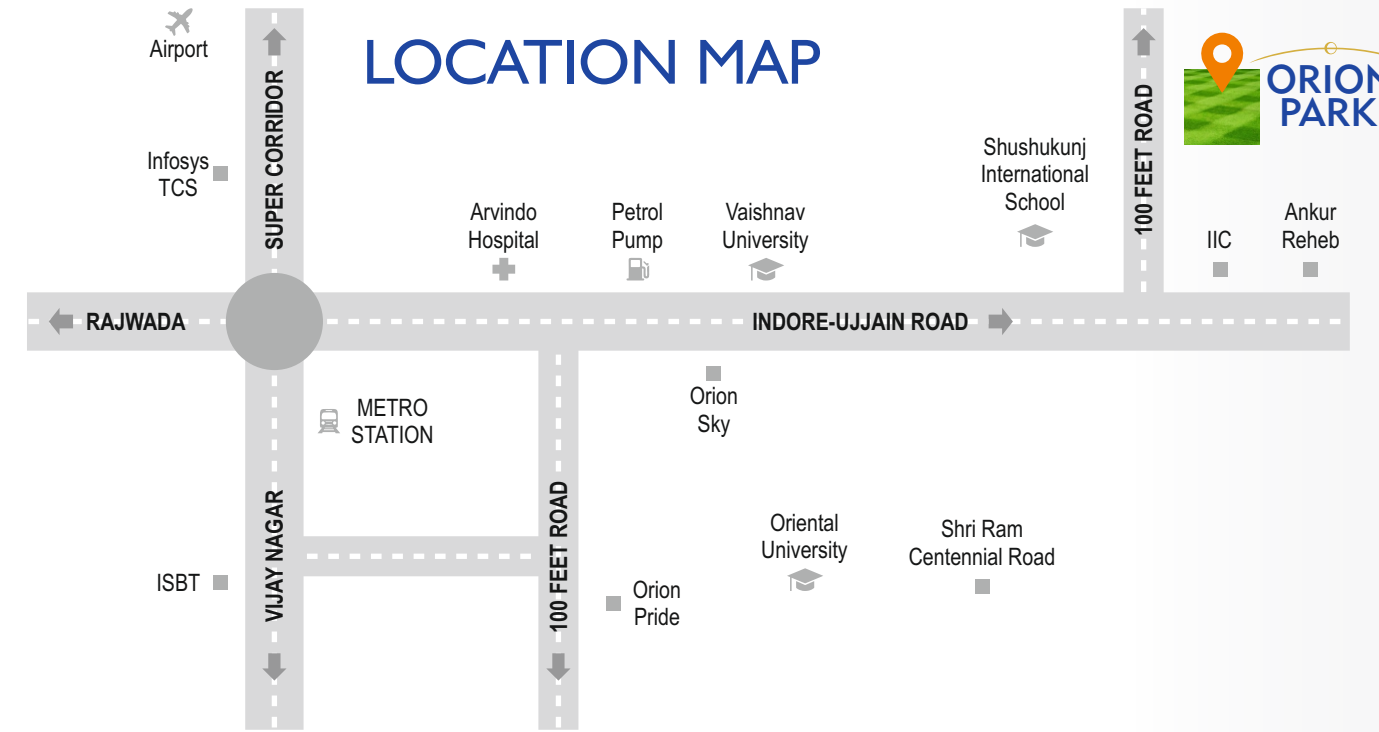 Airport
LOCATION MAP
ORION
PARK
SUPER CORRIDOR
100 FEET ROAD
Infosys
TCS
Shushukunj
International
School
Arvindo
Hospital
Petrol
Pump
Vaishnav
University
IIC
Ankur
Reheb
RAJWADA
INDORE-UJJAIN ROAD
Orion
Sky
METRO
STATION
VIJAY NAGAR
100 FEET ROAD
Oriental
University
Shri Ram
Centennial Road
ISBT
Orion
Pride